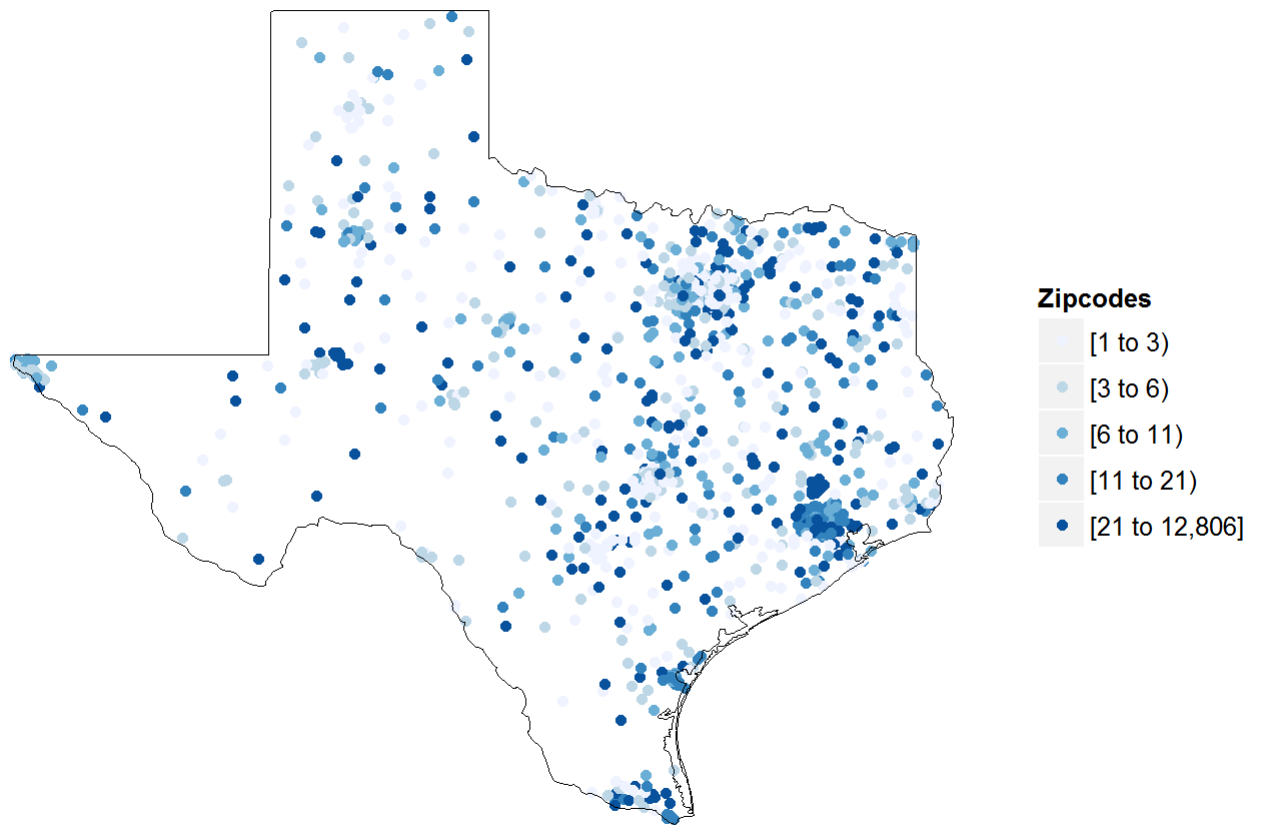 Zipcodes
[1 to 3)
[3 to 6)
[6 to 11)
[11 to 21)
[21 to 12,806]